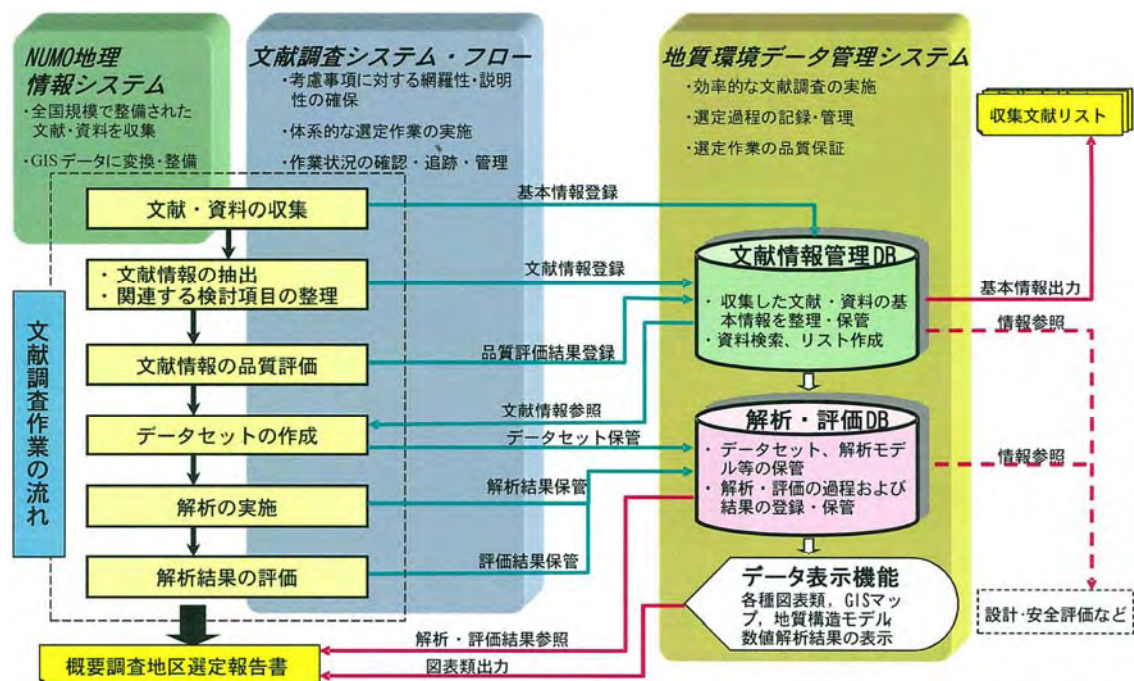 NUMO地理
情報システム
・全国規模で整備された
文献・資料を収集
・GISデータに変換・整備
文献調査システム・フロー
・考慮事項に対する網羅性・説明
性の確保
・体系的な選定作業の実施
・作業状況の確認・追跡・管理
地質環境データ管理システム
・効率的な文献調査の実施
・選定過程の記録・管理
・選定作業の品質保証
収集文献リスト
文献調査作業の流れ
文献・資料の収集
・文献情報の抽出
・関連する検討項目の整理
文献情報の品質評価
データセットの作成
解析の実施
解析結果の評価
概要調査地区選定報告書
基本情報登録
文献情報登録
品質評価結果登録
文献情報参照
データセット保管
解析結果保管
評価結果保管
解析・評価結果参照
図表類出力
文献情報管理DB
・収集した文献・資料の基
本情報を整理・保管
・資料検索、リスト作成
解析・評価DB
・データセット、解析モデ
ル等の保管
・解析・評価の過程および
結果の登録・保管
データ表示機能
各種図表類，GISマッ
プ，地質構造モデル
数値解析結果の表示
基本情報出力
情報参照
情報参照
設計・安全評価など